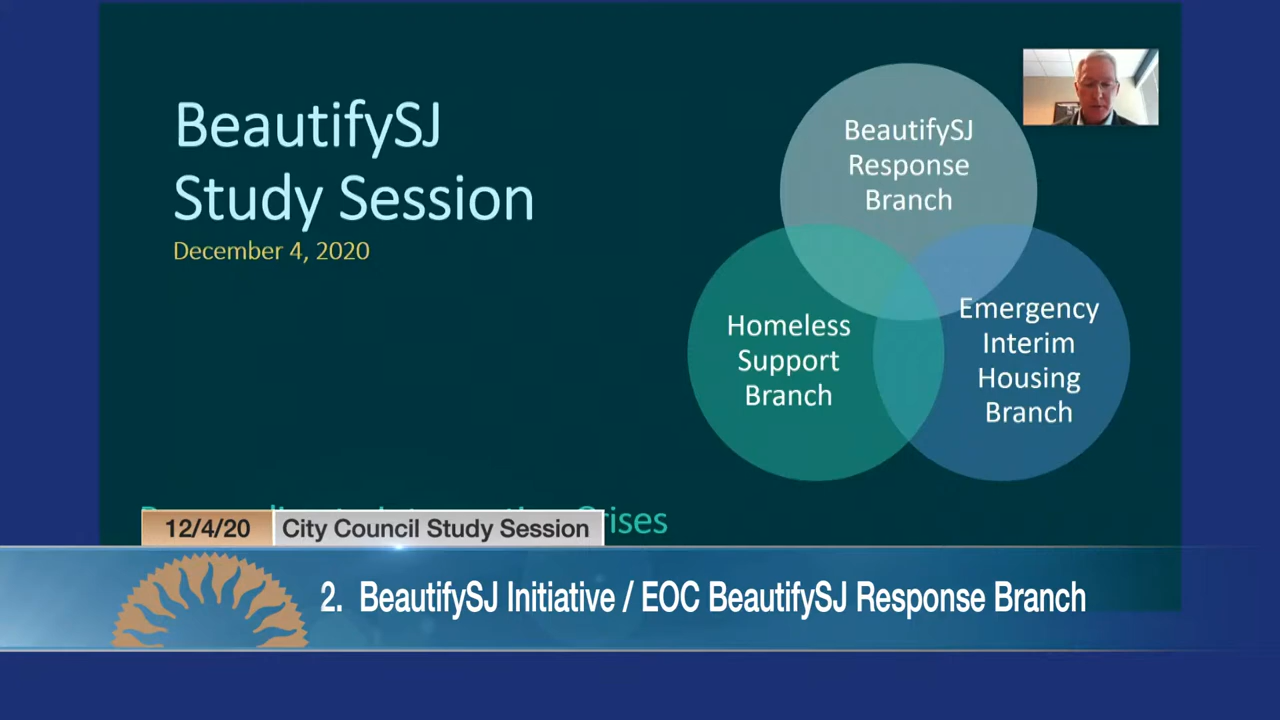 BeautifySJ
Study Session
December 4, 2020
BeautifySJ
Response
Branch
Homeless
Support
Branch
Emergency
Interim
Housing
Branch
Crises
12/4/20 City Council Study Session
2. BeautifySJ Initiative / EOC BeautifySJ Response Branch